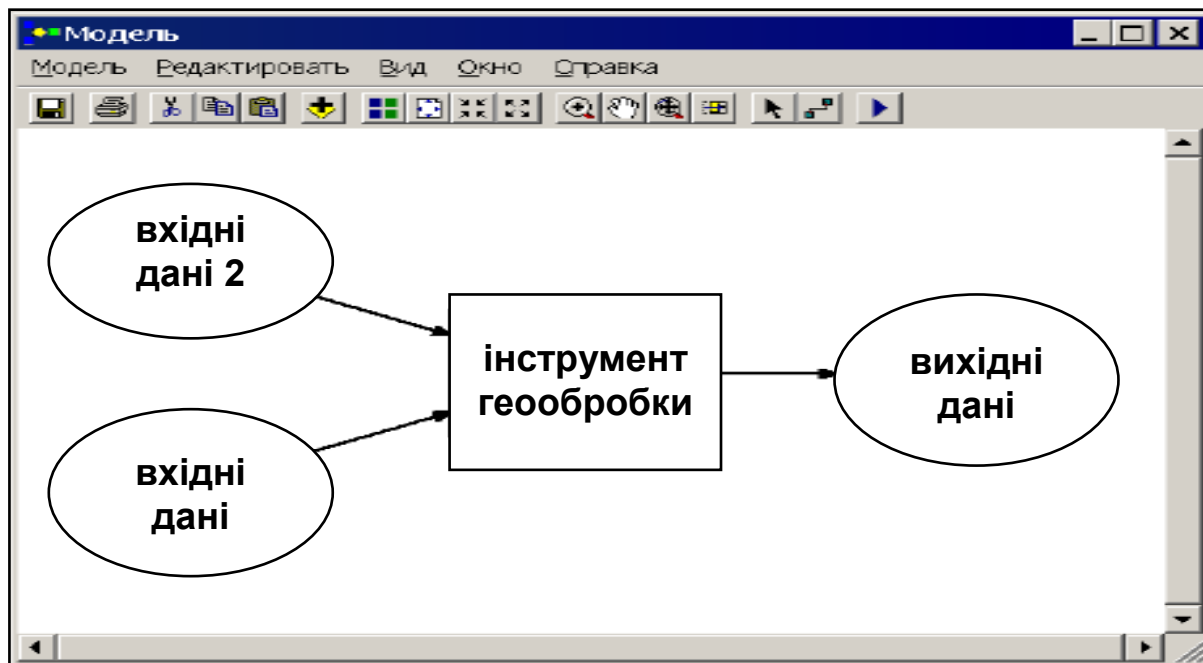 Модель
Модель Редактировать Вид Окно Справка
вхідні
дані 2
інструмент
геообробки
вихідні
дані
вхідні
дані